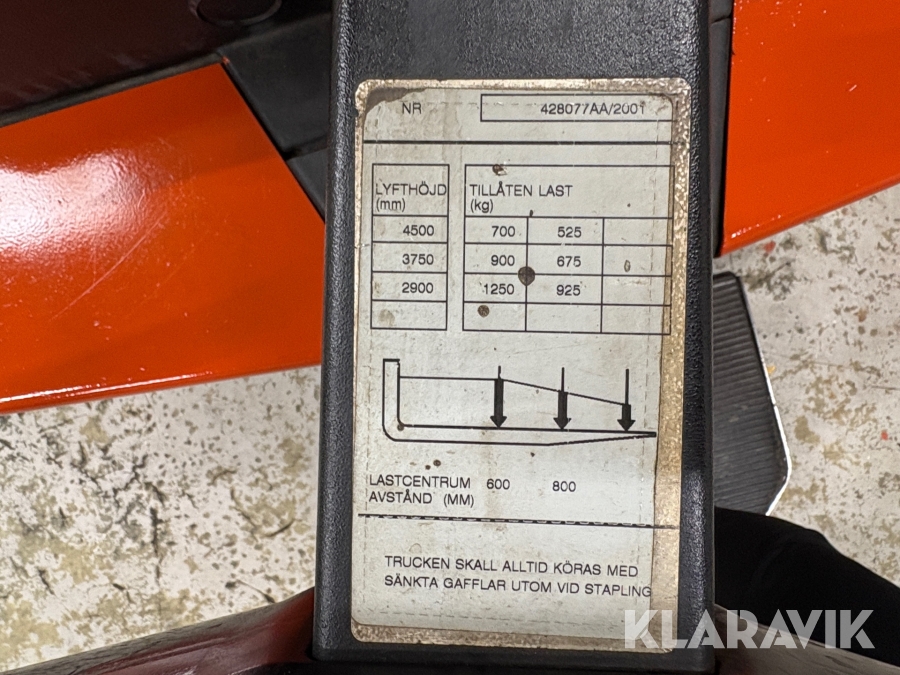 NR 428077AA/2001
LYFTHÖJD TILLÅTEN LAST
(mm) (kg)
4500 700 525
3750 900 675
2900 1250 925
LASTCENTRUM 600 800
AVSTÅND (MM)
TRUCKEN SKALL ALLTID KÖRAS MED
SÄNKTA GAFFLAR UTOM VID STAPLING
KLARAVIK